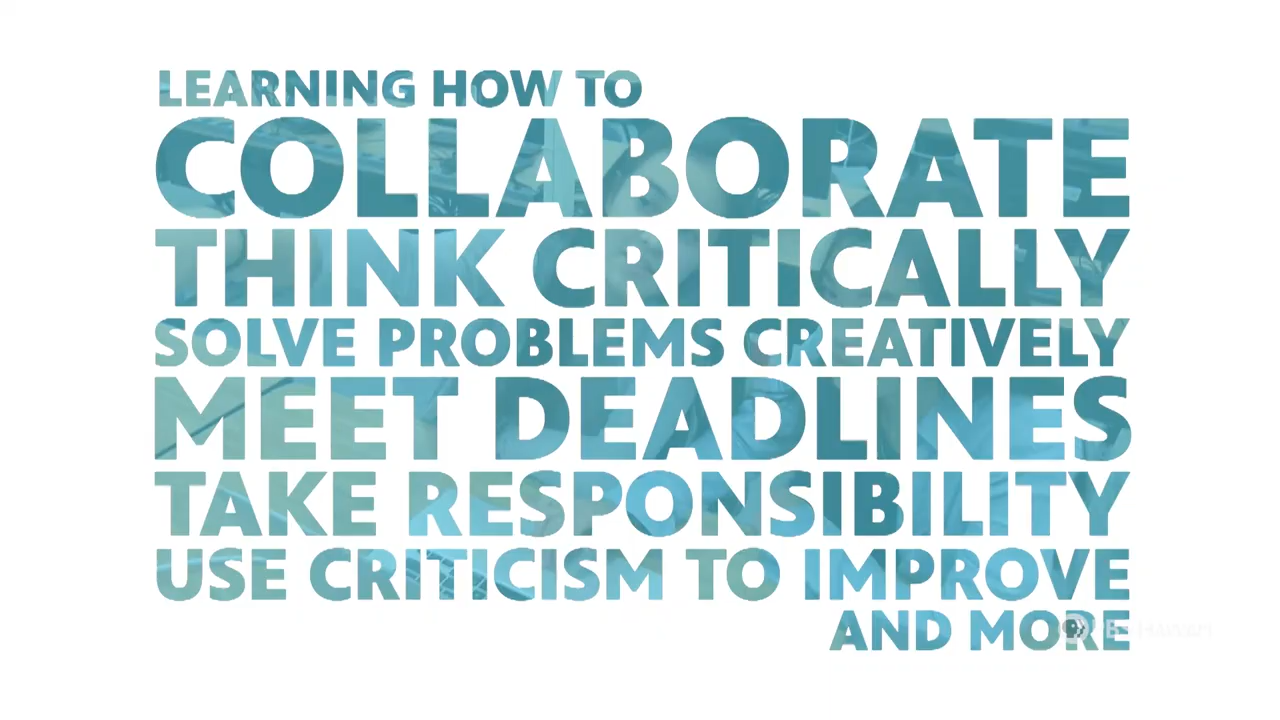 LEARNING HOW TO
COLLABORATE
THINK CRITICALLY
SOLVE PROBLEMS CREATIVELY
MEET DEADLINES
TAKE RESPONSIBILITY
USE CRITICISM TO IMPROVE
AND MORE